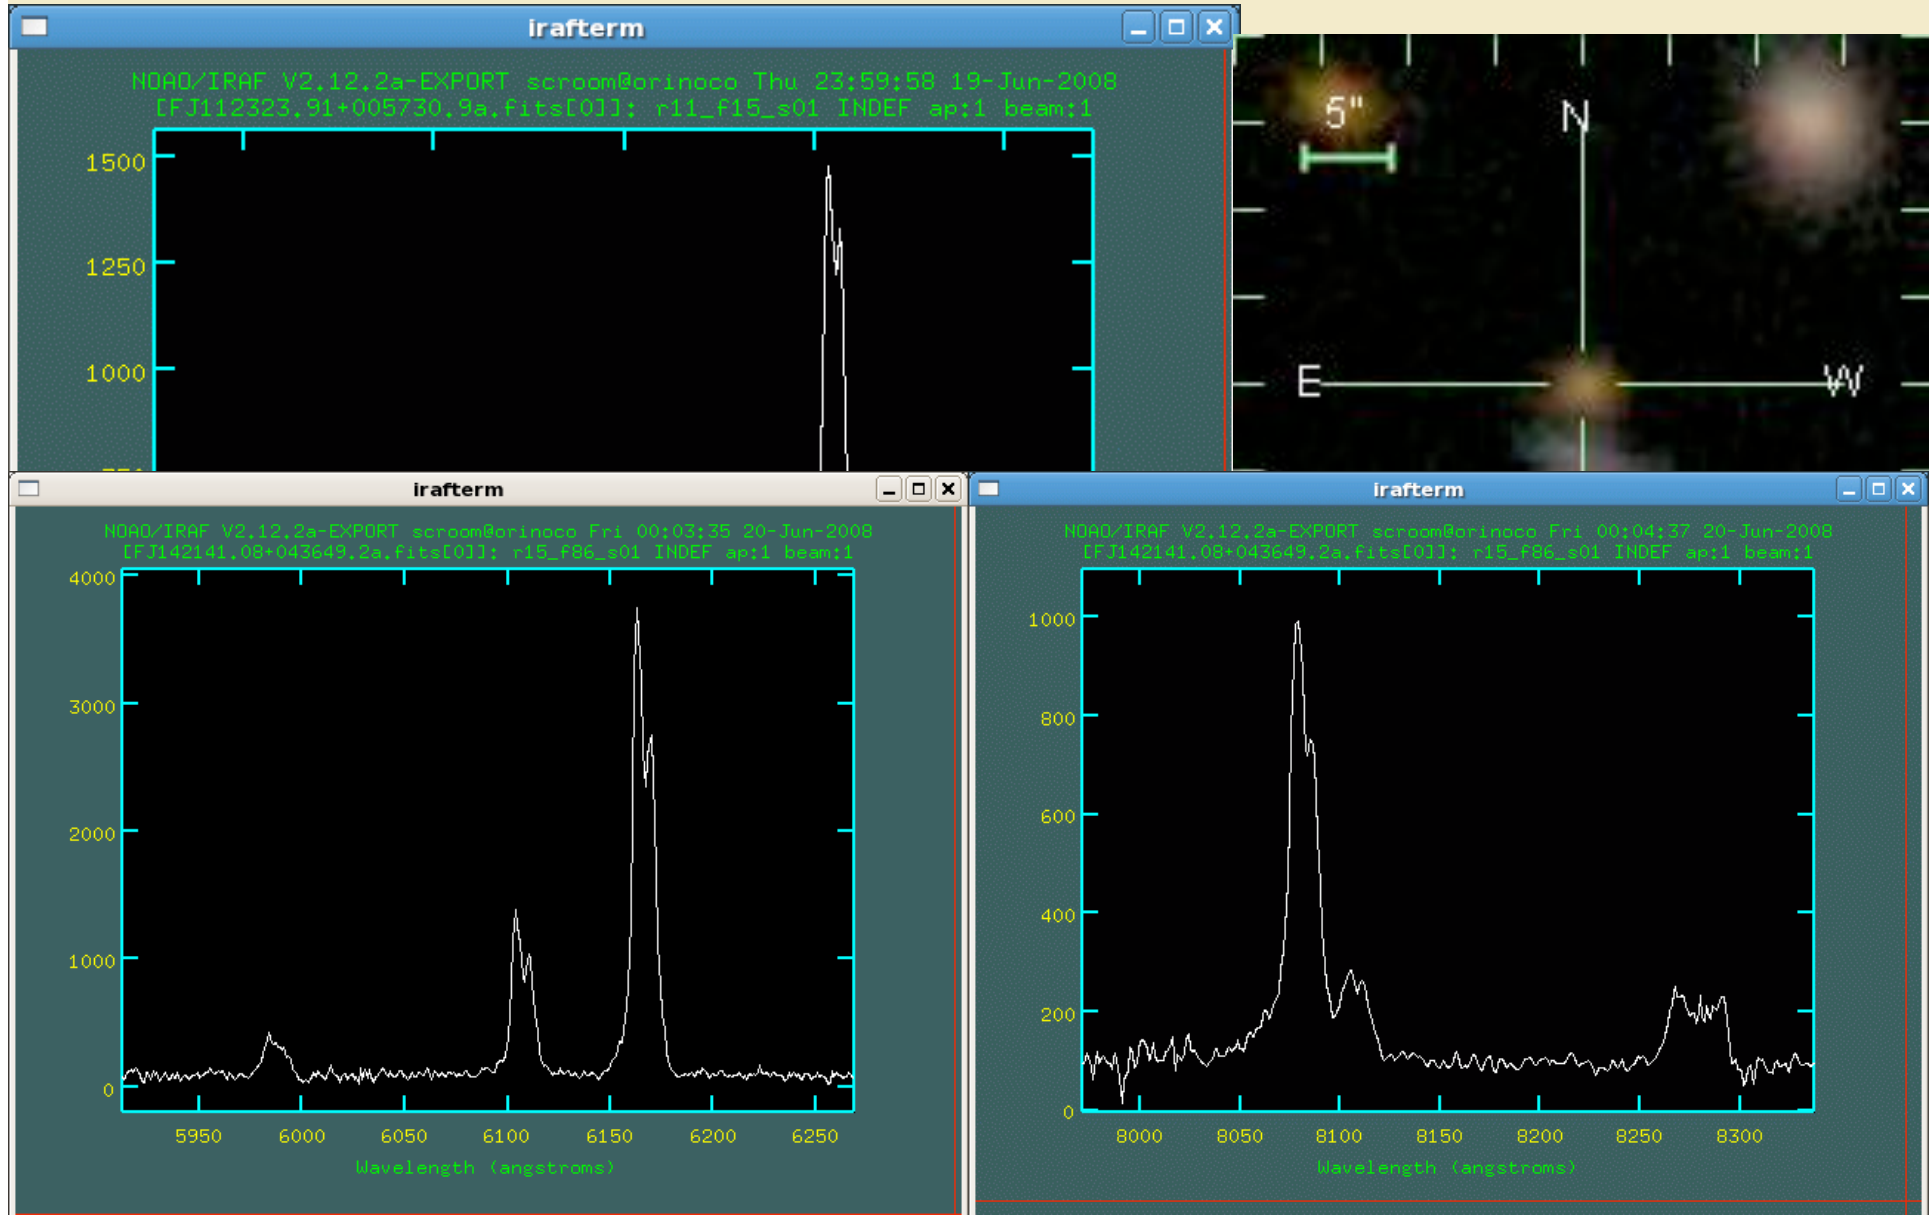 irafterm
NOAO/IRAF V2.12.2a-EXPORT scroom@orinoco Thu 23:59:58 19-Jun-2008
[FJ112323.91+005730.9a.fits[0]]: r11_f15_s01 INDEF ap:1 beam:1
1500
1250
1000
5"
N
E
W
irafterm
NOAO/IRAF V2.12.2a-EXPORT scroom@orinoco Fri 00:03:35 20-Jun-2008
[FJ142141.08+043649.2a.fits[0]]: r15_f86_s01 INDEF ap:1 beam:1
4000
3000
2000
1000
0
5950 6000 6050 6100 6150 6200 6250
Wavelength (angstroms)
irafterm
NOAO/IRAF V2.12.2a-EXPORT scroom@orinoco Fri 00:04:37 20-Jun-2008
[FJ142141.08+043649.2a.fits[0]]: r15_f86_s01 INDEF ap:1 beam:1
1000
800
600
400
200
0
8000 8050 8100 8150 8200 8250 8300
Wavelength (angstroms)